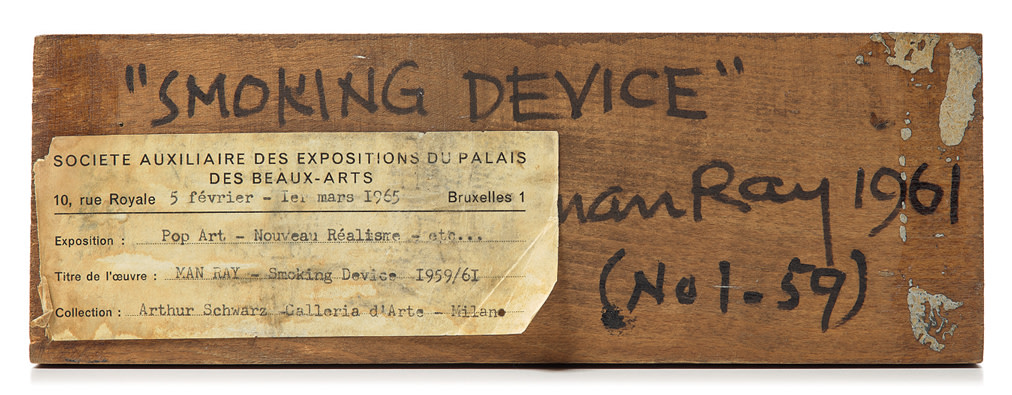 "SMOKING DEVICE"
SOCIETE AUXILIAIRE DES EXPOSITIONS DU PALAIS
DES BEAUX-ARTS
10, rue Royale 5 février - 1er mars 1965 Bruxelles 1
Exposition : Pop Art - Nouveau Réalisme - etc...
Titre de l'œuvre : MAN RAY - Smoking Device 1959/61
Collection : Arthur Schwarz -Galleria d'Arte - Milano
man Ray 1961
(No 1-59)